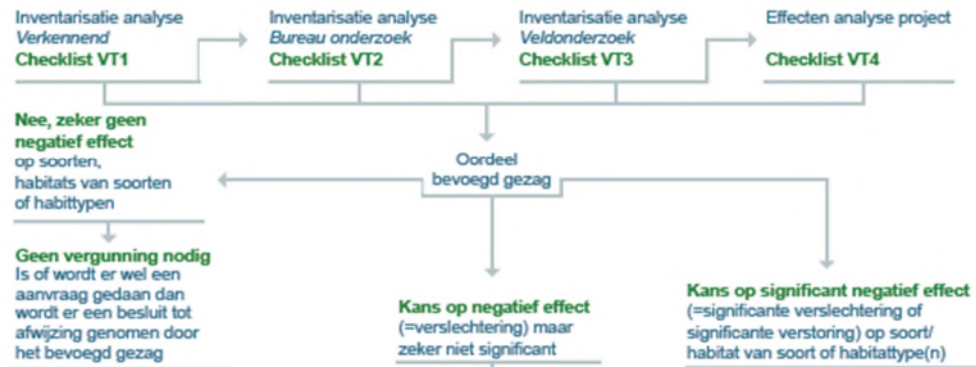 Inventarisatie analyse
Verkennend
Checklist VT1
Inventarisatie analyse
Bureau onderzoek
Checklist VT2
Inventarisatie analyse
Veldonderzoek
Checklist VT3
Effecten analyse project
Checklist VT4
Nee, zeker geen
negatief effect
op soorten,
habitats van soorten
of habittypen
Oordeel
bevoegd gezag
Geen vergunning nodig
Is of wordt er wel een
aanvraag gedaan dan
wordt er een besluit tot
afwijzing genomen door
het bevoegd gezag
Kans op negatief effect
(=verslechtering) maar
zeker niet significant
Kans op significant negatief effect
(=significante verslechtering of
significante verstoring) op soort/
habitat van soort of habitattype(n)